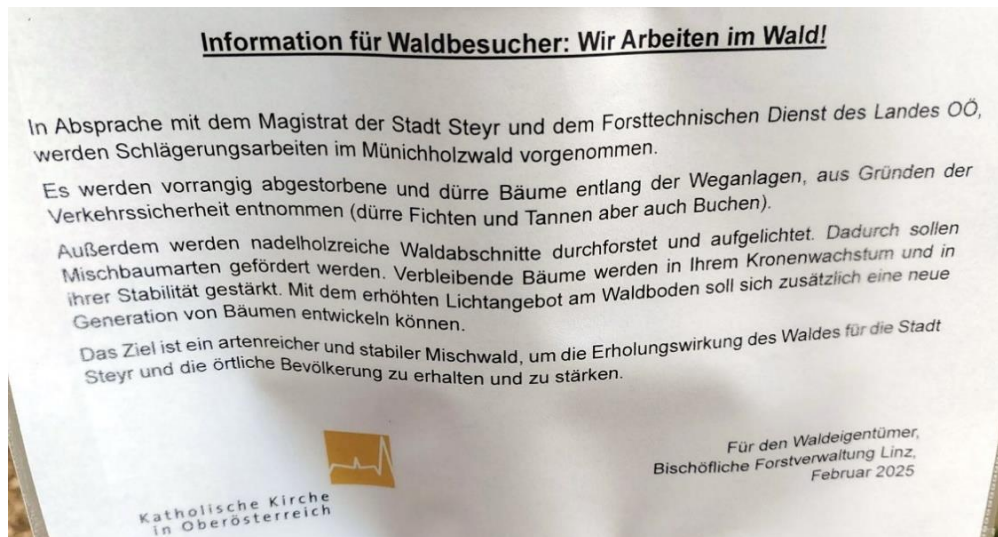 Information für Waldbesucher: Wir Arbeiten im Wald!
In Absprache mit dem Magistrat der Stadt Steyr und dem Forsttechnischen Dienst des Landes OÖ,
werden Schlägerungsarbeiten im Münichholzwald vorgenommen.
Es werden vorrangig abgestorbene und dürre Bäume entlang der Weganlagen, aus Gründen der
Verkehrssicherheit entnommen (dürre Fichten und Tannen aber auch Buchen).
Außerdem werden nadelholzreiche Waldabschnitte durchforstet und aufgelichtet. Dadurch sollen
Mischbaumarten gefördert werden. Verbleibende Bäume werden in Ihrem Kronenwachstum und in
ihrer Stabilität gestärkt. Mit dem erhöhten Lichtangebot am Waldboden soll sich zusätzlich eine neue
Generation von Bäumen entwickeln können.
Das Ziel ist ein artenreicher und stabiler Mischwald, um die Erholungswirkung des Waldes für die Stadt
Steyr und die örtliche Bevölkerung zu erhalten und zu stärken.
Für den Waldeigentümer,
Bischöfliche Forstverwaltung Linz,
Februar 2025
Katholische Kirche
in Oberösterreich